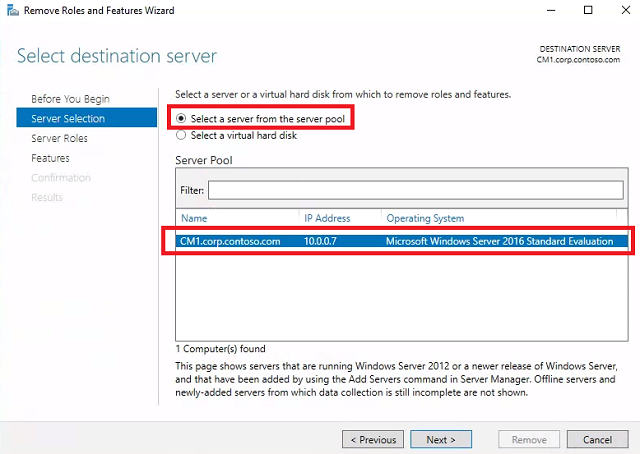 Remove Roles and Features Wizard
Select destination server
DESTINATION SERVER
CM1.corp.contoso.com
Before You Begin
Server Selection
Server Roles
Features
Confirmation
Results
Select a server or a virtual hard disk from which to remove roles and features.
Select a server from the server pool
Select a virtual hard disk
Server Pool
Filter:
Name IP Address Operating System
CM1.corp.contoso.com 10.0.0.7 Microsoft Windows Server 2016 Standard Evaluation
1 Computer(s) found
This page shows servers that are running Windows Server 2012 or a newer release of Windows Server,
and that have been added by using the Add Servers command in Server Manager. Offline servers and
newly-added servers from which data collection is still incomplete are not shown.
< Previous Next > Remove Cancel